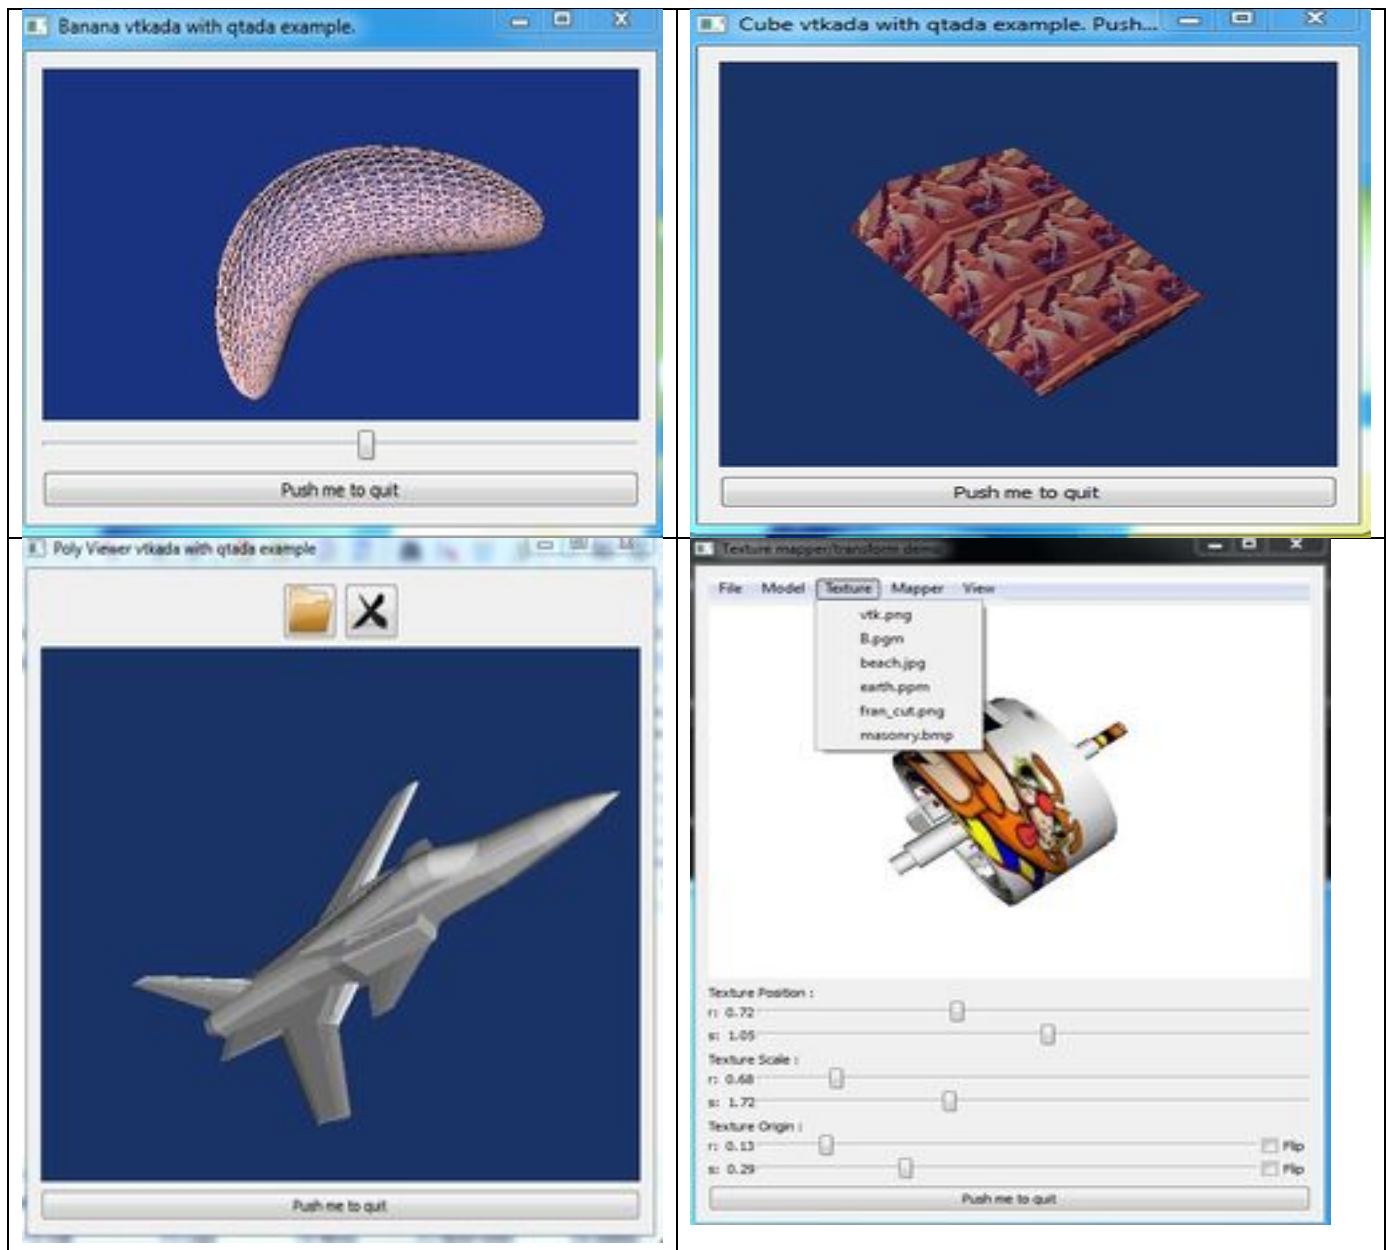 Banana vtkada with qtada example.
Push me to quit
Cube vtkada with qtada example. Push...
Push me to quit
Poly Viewer vtkada with qtada example
Push me to quit
Texture mapper/transform demo
File Model Texture Mapper View
vtk.png
B.pgm
beach.jpg
earth.ppm
fran_cut.png
masonry.bmp
Texture Position :
r: 0.72
s: 1.05
Texture Scale :
r: 0.68
s: 1.72
Texture Origin :
r: 0.13 Flip
s: 0.29 Flip
Push me to quit